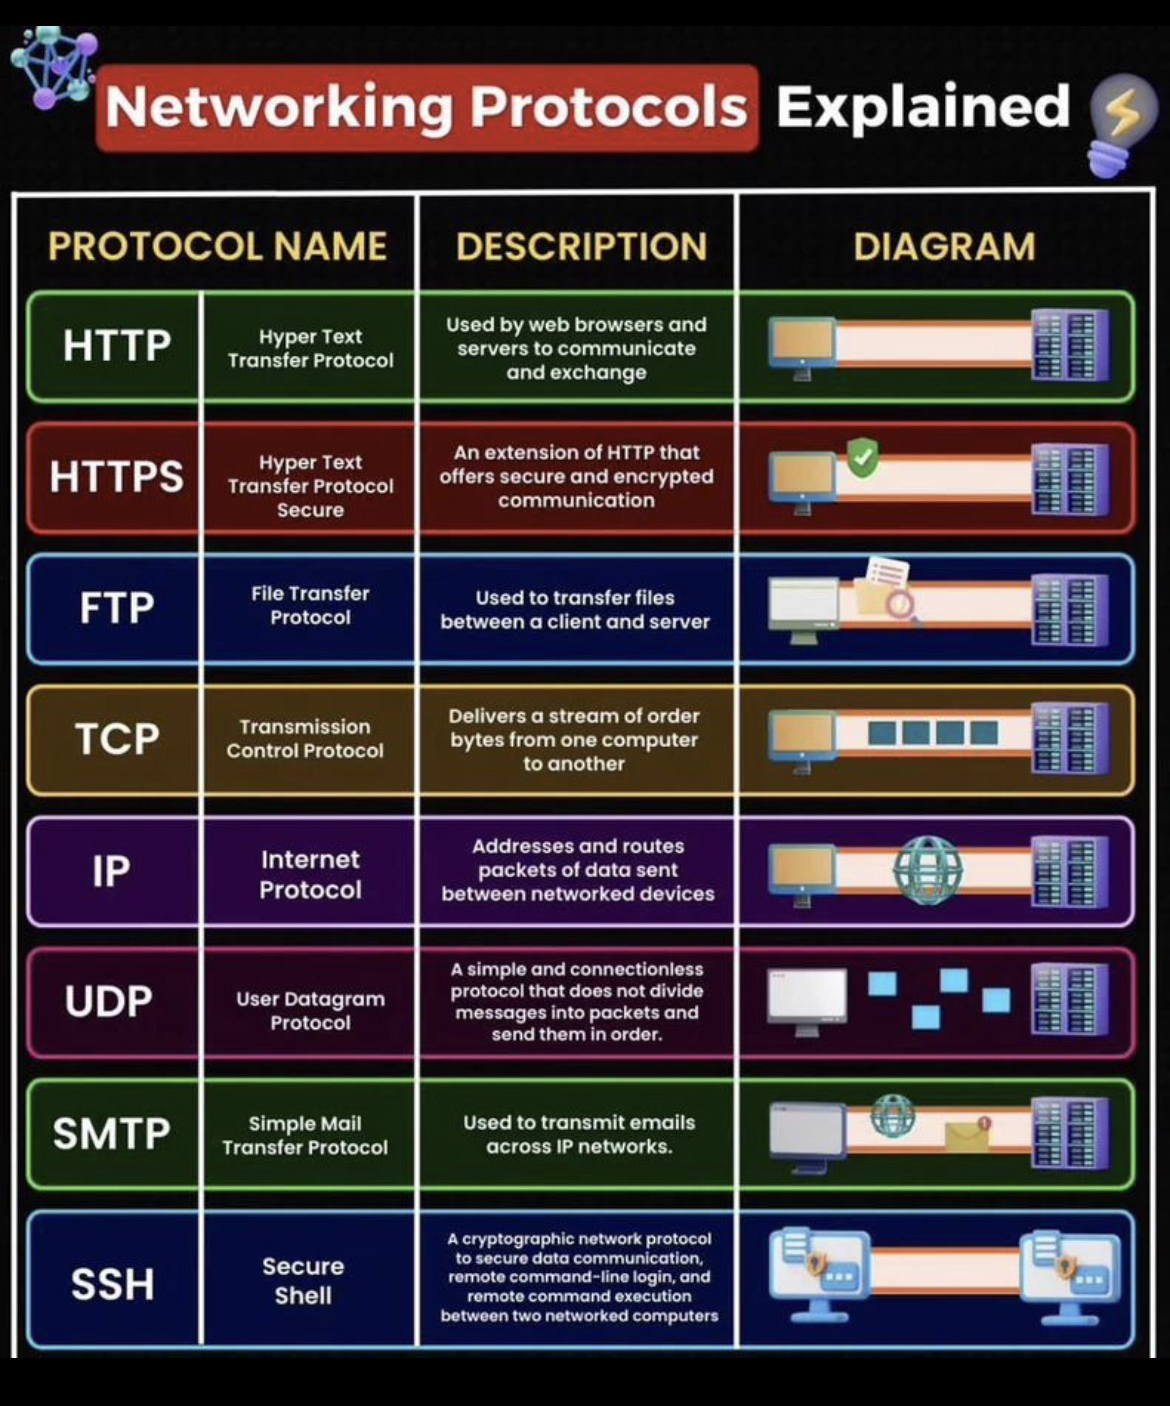 Networking Protocols Explained
PROTOCOL NAME
DESCRIPTION
DIAGRAM
HTTP
Hyper Text
Transfer Protocol
Used by web browsers and
servers to communicate
and exchange
HTTPS
Hyper Text
Transfer Protocol
Secure
An extension of HTTP that
offers secure and encrypted
communication
FTP
File Transfer
Protocol
Used to transfer files
between a client and server
TCP
Transmission
Control Protocol
Delivers a stream of order
bytes from one computer
to another
IP
Internet
Protocol
Addresses and routes
packets of data sent
between networked devices
UDP
User Datagram
Protocol
A simple and connectionless
protocol that does not divide
messages into packets and
send them in order.
SMTP
Simple Mail
Transfer Protocol
Used to transmit emails
across IP networks.
SSH
Secure
Shell
A cryptographic network protocol
to secure data communication,
remote command-line login, and
remote command execution
between two networked computers